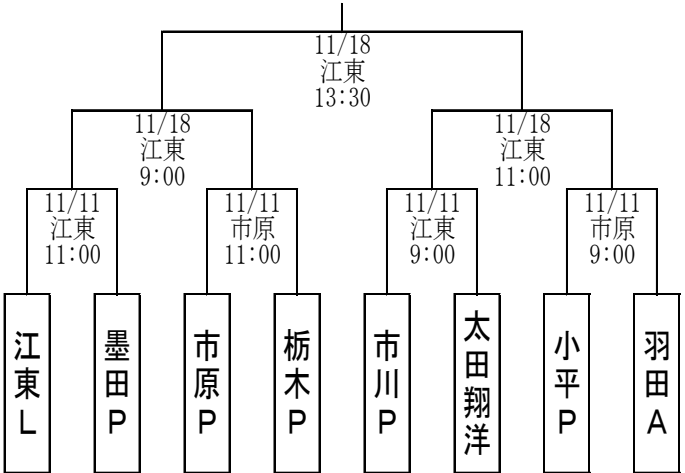 11/18
江東
13:30
11/18
江東
9:00
11/18
江東
11:00
11/11
江東
11:00
11/11
市原
11:00
11/11
江東
9:00
11/11
市原
9:00
江東L
墨田P
市原P
栃木P
市川P
太田翔洋
小平P
羽田A